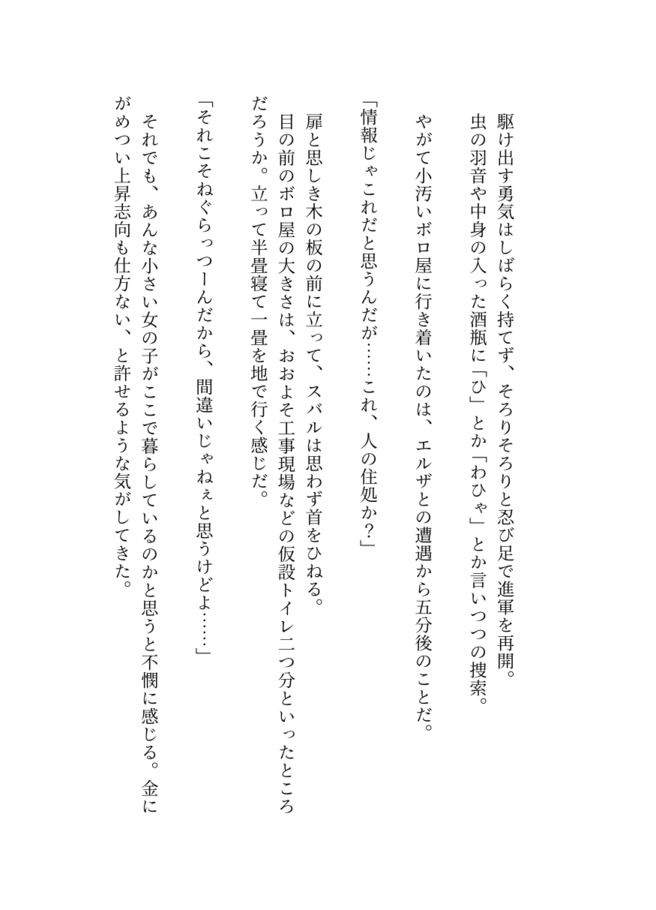 駆け出す勇気はしばらく持てず、そろりそろりと忍び足で進軍を再開。
虫の羽音や中身の入った酒瓶に「ひ」とか「わひゃ」とか言いつつの捜索。
やがて小汚いボロ屋に行き着いたのは、エルザとの遭遇から五分後のことだ。
「情報じゃこれだと思うんだが……これ、人の住処か？」
扉と思しき木の板の前に立って、スバルは思わず首をひねる。
目の前のボロ屋の大きさは、おおよそ工事現場などの仮設トイレ二つ分といったところ
だろうか。立って半畳寝て一畳を地で行く感じだ。
「それこそねぐらっつーんだから、間違いじゃねぇと思うけどよ……」
それでも、あんな小さい女の子がここで暮らしているのかと思うと不憫に感じる。金に
がめつい上昇志向も仕方ない、と許せるような気がしてきた。